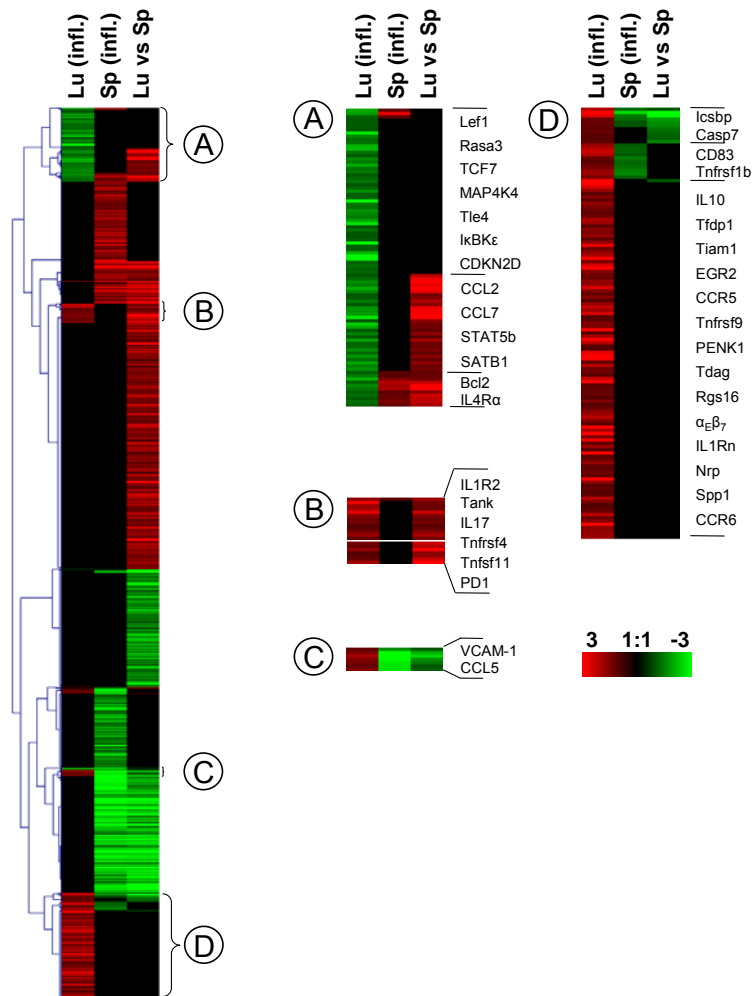 Lu (infl.)
Sp (infl.)
Lu vs Sp
A
B
C
D
Lu (infl.)
Sp (infl.)
Lu vs Sp
A
Lef1
Rasa3
TCF7
MAP4K4
Tle4
IκBKε
CDKN2D
CCL2
CCL7
STAT5b
SATB1
Bcl2
IL4Rα
B
IL1R2
Tank
IL17
Tnfrsf4
Tnfsf11
PD1
C
VCAM-1
CCL5
Lu (infl.)
Sp (infl.)
Lu vs Sp
D
Icsbp
Casp7
CD83
Tnfrsf1b
IL10
Tfdp1
Tiam1
EGR2
CCR5
Tnfrsf9
PENK1
Tdag
Rgs16
αEβ7
IL1Rn
Nrp
Spp1
CCR6
3 1:1 -3